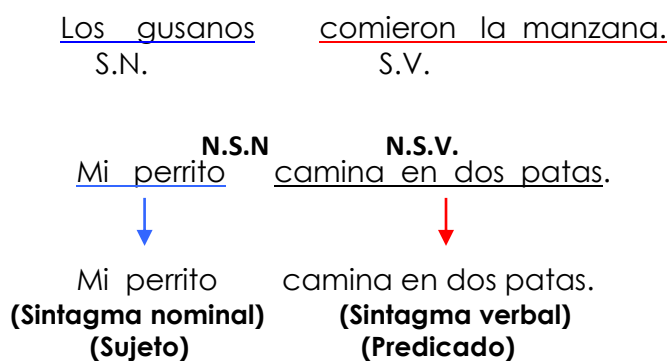 Los gusanos comieron la manzana.
S.N. S.V.
N.S.N N.S.V.
Mi perrito camina en dos patas.
Mi perrito camina en dos patas.
(Sintagma nominal) (Sintagma verbal)
(Sujeto) (Predicado)